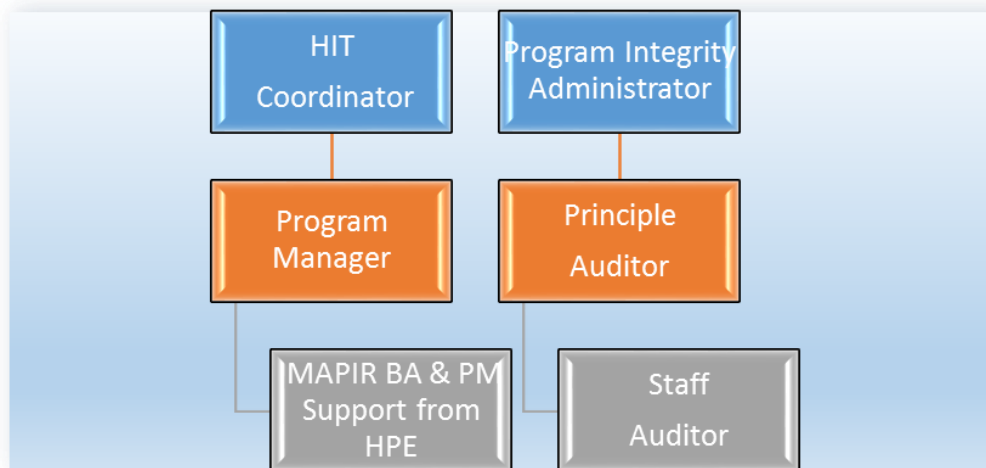 HIT
Coordinator
Program Integrity
Administrator
Program
Manager
Principle
Auditor
MAPIR BA & PM
Support from
HPE
Staff
Auditor